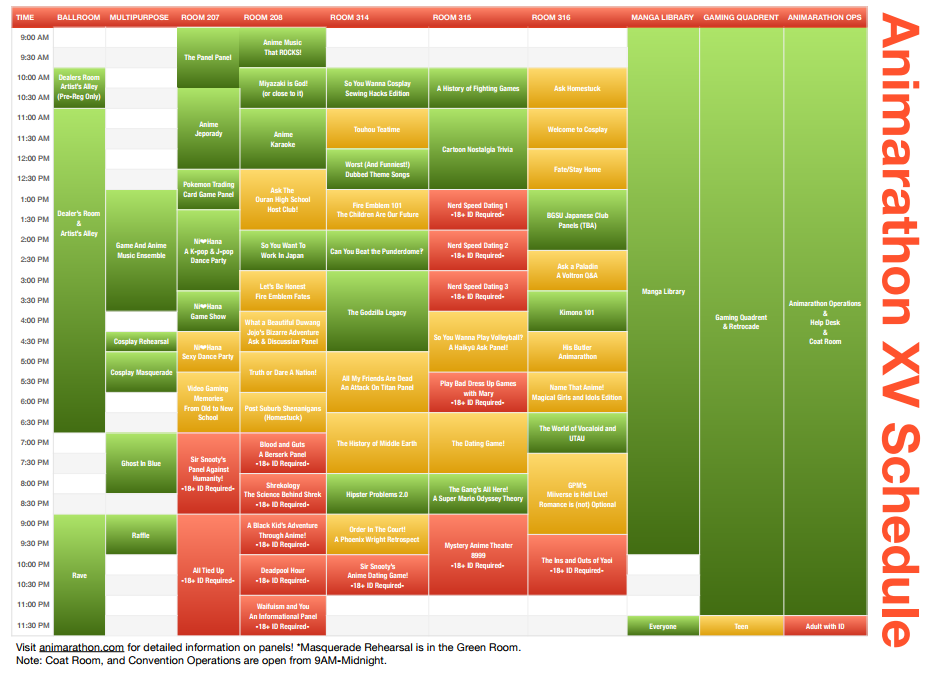 TIME BALLROOM MULTIPURPOSE ROOM 207 ROOM 208 ROOM 314 ROOM 315 ROOM 316 MANGA LIBRARY GAMING QUADRENT ANIMARATHON OPS
9:00 AM
9:30 AM
10:00 AM
10:30 AM
11:00 AM
11:30 AM
12:00 PM
12:30 PM
1:00 PM
1:30 PM
2:00 PM
2:30 PM
3:00 PM
3:30 PM
4:00 PM
4:30 PM
5:00 PM
5:30 PM
6:00 PM
6:30 PM
7:00 PM
7:30 PM
8:00 PM
8:30 PM
9:00 PM
9:30 PM
10:00 PM
10:30 PM
11:00 PM
11:30 PM
Dealers Room
Artist's Alley
(Pre-Reg Only)
Dealer's Room
&
Artist's Alley
Rave
Game And Anime
Music Ensemble
Cosplay Rehearsal
Cosplay Masquerade
Ghost In Blue
Raffle
The Panel Panel
Anime
Jeporady
Pokemon Trading
Card Game Panel
Ni❤Hana
A K-pop & J-pop
Dance Party
Ni❤Hana
Game Show
Ni❤Hana
Sexy Dance Party
Video Gaming
Memories
From Old to New
School
Sir Snooty's
Panel Against
Humanity!
•18+ ID Required•
All Tied Up
•18+ ID Required•
Anime Music
That ROCKS!
Miyazaki is God!
(or close to it)
Anime
Karaoke
Ask The
Ouran High School
Host Club!
So You Want To
Work In Japan
Let's Be Honest
Fire Emblem Fates
What a Beautiful Duwang
Jojo's Bizarre Adventure
Ask & Discussion Panel
Truth or Dare A Nation!
Post Suburb Shenanigans
(Homestuck)
Blood and Guts
A Berserk Panel
•18+ ID Required•
Shrekology
The Science Behind Shrek
•18+ ID Required•
A Black Kid's Adventure
Through Anime!
•18+ ID Required•
Deadpool Hour
•18+ ID Required•
Waifuism and You
An Informational Panel
•18+ ID Required•
So You Wanna Cosplay
Sewing Hacks Edition
Touhou Teatime
Worst (And Funniest!)
Dubbed Theme Songs
Fire Emblem 101
The Children Are Our Future
Can You Beat the Punderdome?
The Godzilla Legacy
All My Friends Are Dead
An Attack On Titan Panel
The History of Middle Earth
Hipster Problems 2.0
Order In The Court!
A Phoenix Wright Retrospect
Sir Snooty's
Anime Dating Game!
•18+ ID Required•
A History of Fighting Games
Cartoon Nostalgia Trivia
Nerd Speed Dating 1
•18+ ID Required•
Nerd Speed Dating 2
•18+ ID Required•
Nerd Speed Dating 3
•18+ ID Required•
So You Wanna Play Volleyball?
A Haikyo Ask Panel!
Play Bad Dress Up Games
with Mary
•18+ ID Required•
The Dating Game!
The Gang's All Here!
A Super Mario Odyssey Theory
Mystery Anime Theater
8999
•18+ ID Required•
Ask Homestuck
Welcome to Cosplay
Fate/Stay Home
BGSU Japanese Club
Panels (TBA)
Ask a Paladin
A Voltron Q&A
Kimono 101
His Butler
Animarathon
Name That Anime!
Magical Girls and Idols Edition
The World of Vocaloid and
UTAU
GPM's
Miiverse is Hell Live!
Romance is (not) Optional
The Ins and Outs of Yaoi
•18+ ID Required•
Manga Library
Everyone
Gaming Quadrent
& Retrocade
Teen
Animarathon Operations
&
Help Desk
&
Coat Room
Adult with ID
Animarathon XV Schedule
Visit animarathon.com for detailed information on panels! *Masquerade Rehearsal is in the Green Room.
Note: Coat Room, and Convention Operations are open from 9AM-Midnight.